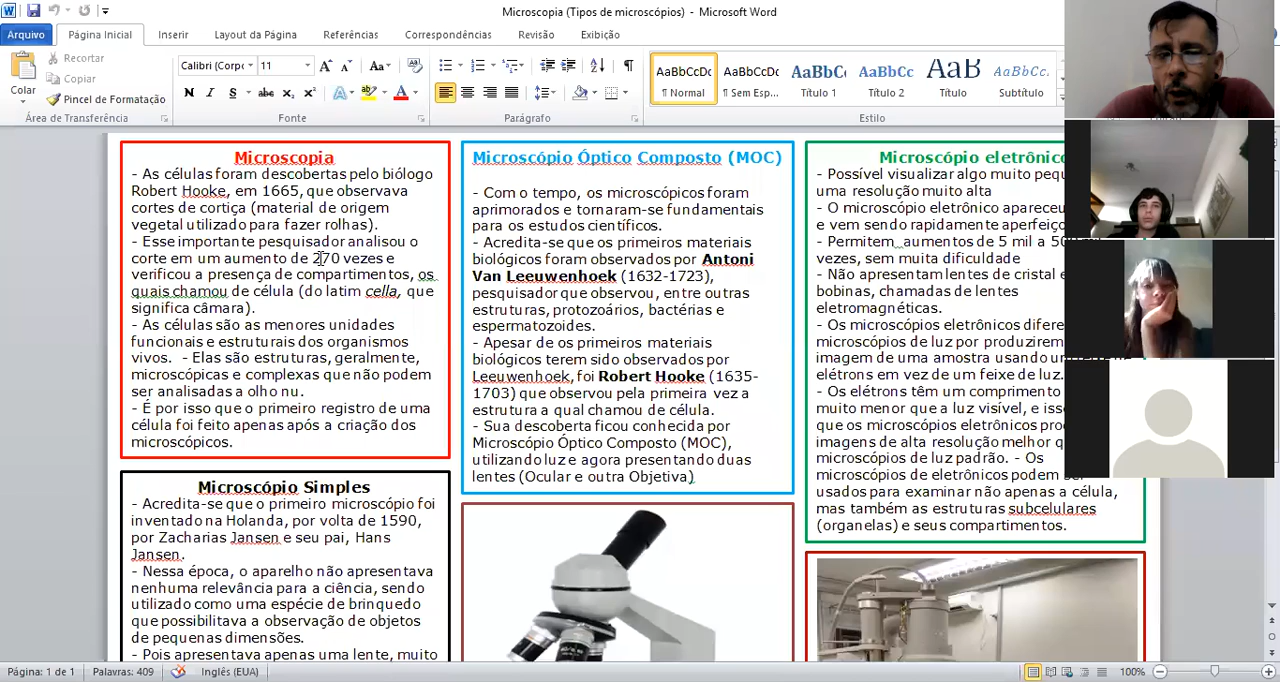 Microscopia (Tipos de microscópios) - Microsoft Word
Arquivo Página Inicial Inserir Layout da Página Referências Correspondências Revisão Exibição
Colar
Recortar
Copiar
Pincel de Formatação
Área de Transferência
Calibri (Corpo 11
N I S abc x₂ x²
Fonte
Parágrafo
AaBbCcDc AaBbCcDc AaBbC AaBbCc AaB AaBbCc.
¶ Normal ¶ Sem Esp... Título 1 Título 2 Título Subtítulo
Estilo
Microscopia
- As células foram descobertas pelo biólogo
Robert Hooke, em 1665, que observava
cortes de cortiça (material de origem
vegetal utilizado para fazer rolhas).
- Esse importante pesquisador analisou o
corte em um aumento de 270 vezes e
verificou a presença de compartimentos, os
quais chamou de célula (do latim cella, que
significa câmara).
- As células são as menores unidades
funcionais e estruturais dos organismos
vivos. - Elas são estruturas, geralmente,
microscópicas e complexas que não podem
ser analisadas a olho nu.
- É por isso que o primeiro registro de uma
célula foi feito apenas após a criação dos
microscópicos.
Microscópio Simples
- Acredita-se que o primeiro microscópio foi
inventado na Holanda, por volta de 1590,
por Zacharias Jansen e seu pai, Hans
Jansen.
- Nessa época, o aparelho não apresentava
nenhuma relevância para a ciência, sendo
utilizado como uma espécie de brinquedo
que possibilitava a observação de objetos
de pequenas dimensões.
- Pois apresentava apenas uma lente, muito
Microscópio Óptico Composto (MOC)
- Com o tempo, os microscópicos foram
aprimorados e tornaram-se fundamentais
para os estudos científicos.
- Acredita-se que os primeiros materiais
biológicos foram observados por Antoni
Van Leeuwenhoek (1632-1723),
pesquisador que observou, entre outras
estruturas, protozoários, bactérias e
espermatozoides.
- Apesar de os primeiros materiais
biológicos terem sido observados por
Leeuwenhoek, foi Robert Hooke (1635-
1703) que observou pela primeira vez a
estrutura a qual chamou de célula.
- Sua descoberta ficou conhecida por
Microscópio Óptico Composto (MOC),
utilizando luz e agora presentando duas
lentes (Ocular e outra Objetiva)
Microscópio eletrônico
- Possível visualizar algo muito
uma resolução muito alta
- O microscópio eletrônico apareceu
e vem sendo rapidamente
- Permitem aumentos de 5 mil a
vezes, sem muita dificuldade
- Não apresentam lentes de cristal e
bobinas, chamadas de lentes
eletromagnéticas.
- Os microscópios eletrônicos
microscópios de luz por produzirem
imagem de uma amostra usando
elétrons em vez de um feixe de luz.
- Os elétrons têm um comprimento
muito menor que a luz visível, e
que os microscópios eletrônicos
imagens de alta resolução melhor
microscópios de luz padrão. - Os
microscópios de eletrônicos podem
usados para examinar não apenas a célula,
mas também as estruturas subcelulares
(organelas) e seus compartimentos.
Página: 1 de 1 Palavras: 409 Inglês (EUA) 100%